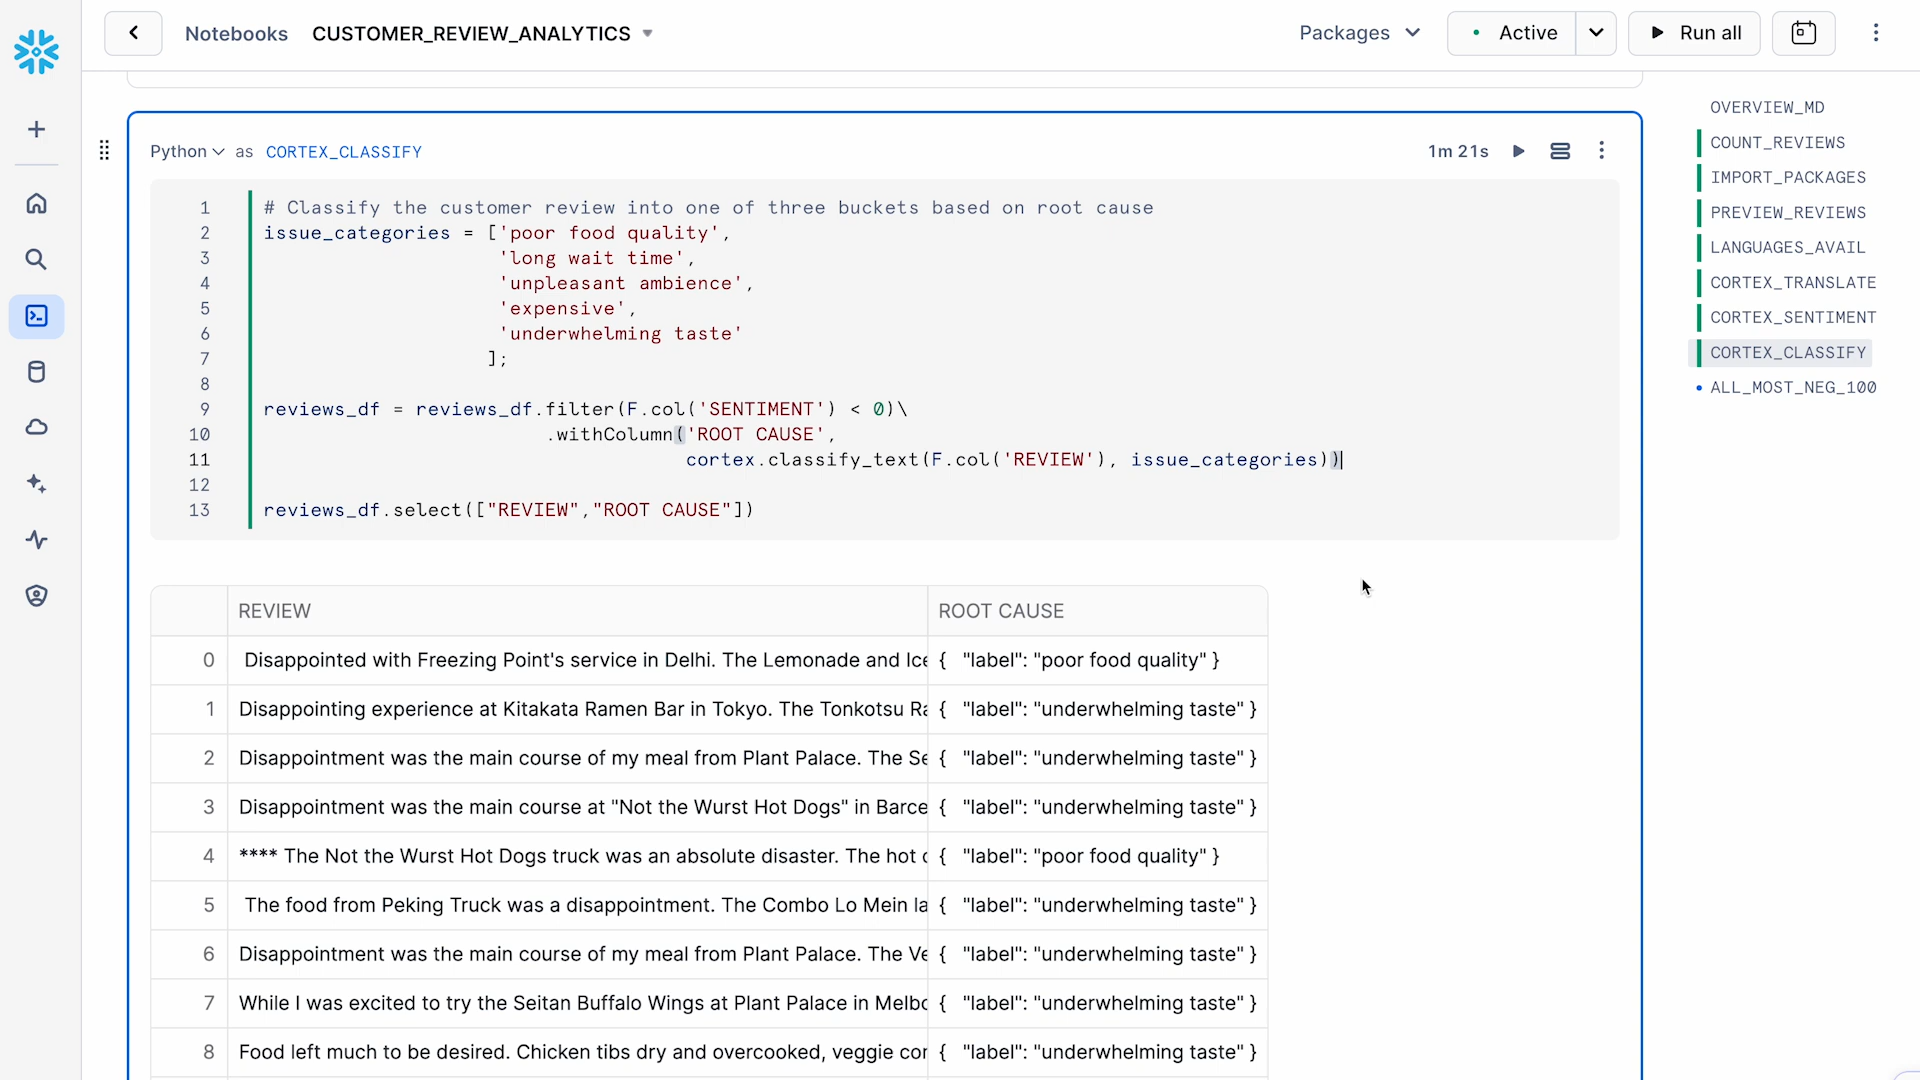 Notebooks CUSTOMER_REVIEW_ANALYTICS
Packages
Active
Run all
Python as CORTEX_CLASSIFY
1m 21s
1 # Classify the customer review into one of three buckets based on root cause
2 issue_categories = ['poor food quality',
3 'long wait time',
4 'unpleasant ambience',
5 'expensive',
6 'underwhelming taste'
7 ];
8
9 reviews_df = reviews_df.filter(F.col('SENTIMENT') < 0)\
10 .withColumn('ROOT CAUSE',
11 cortex.classify_text(F.col('REVIEW'), issue_categories))
12
13 reviews_df.select(["REVIEW","ROOT CAUSE"])
REVIEW ROOT CAUSE
0 Disappointed with Freezing Point's service in Delhi. The Lemonade and Ice { "label": "poor food quality" }
1 Disappointing experience at Kitakata Ramen Bar in Tokyo. The Tonkotsu Ra { "label": "underwhelming taste" }
2 Disappointment was the main course of my meal from Plant Palace. The Se { "label": "underwhelming taste" }
3 Disappointment was the main course at "Not the Wurst Hot Dogs" in Barce { "label": "underwhelming taste" }
4 **** The Not the Wurst Hot Dogs truck was an absolute disaster. The hot { "label": "poor food quality" }
5 The food from Peking Truck was a disappointment. The Combo Lo Mein la { "label": "underwhelming taste" }
6 Disappointment was the main course of my meal from Plant Palace. The Ve { "label": "underwhelming taste" }
7 While I was excited to try the Seitan Buffalo Wings at Plant Palace in Melbo { "label": "underwhelming taste" }
8 Food left much to be desired. Chicken tibs dry and overcooked, veggie cor { "label": "underwhelming taste" }
OVERVIEW_MD
COUNT_REVIEWS
IMPORT_PACKAGES
PREVIEW_REVIEWS
LANGUAGES_AVAIL
CORTEX_TRANSLATE
CORTEX_SENTIMENT
CORTEX_CLASSIFY
ALL_MOST_NEG_100